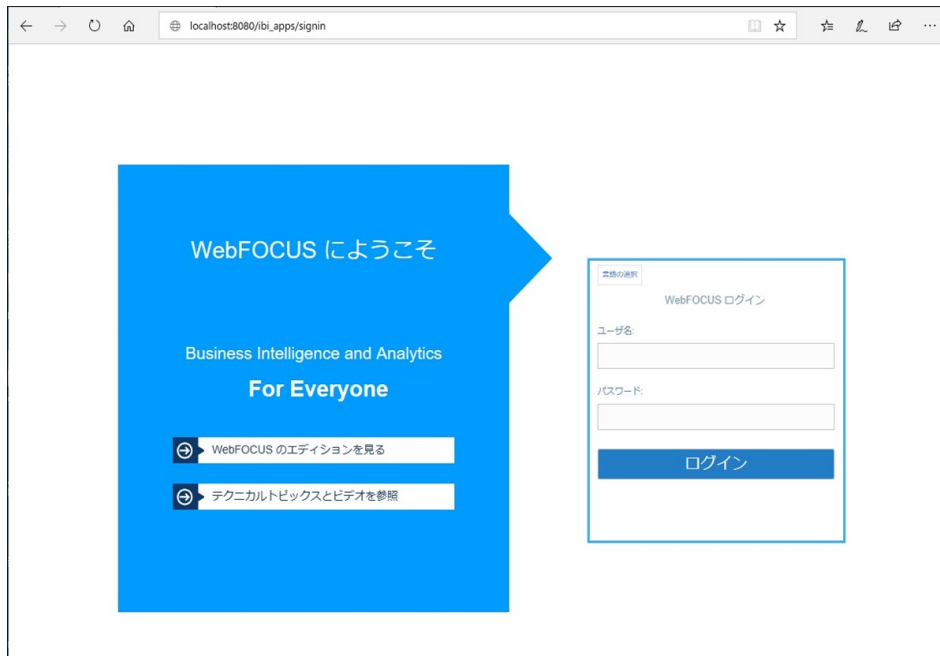 localhost:8080/ibi_apps/signin
WebFOCUS にようこそ
Business Intelligence and Analytics
For Everyone
WebFOCUS のエディションを見る
テクニカルトピックスとビデオを参照
言語の選択
WebFOCUS ログイン
ユーザ名:
パスワード:
ログイン